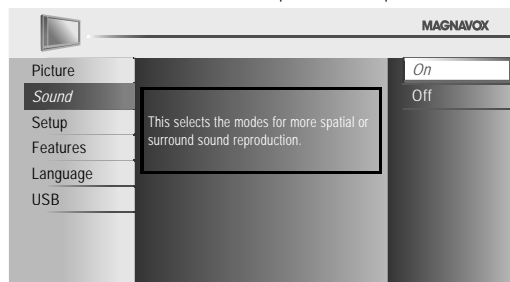 MAGNAVOX
Picture
Sound
Setup
Features
Language
USB
This selects the modes for more spatial or
surround sound reproduction.
On
Off